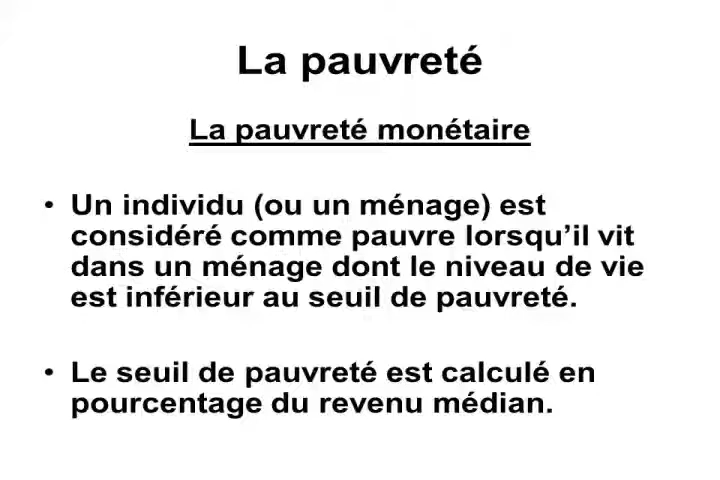 La pauvreté
La pauvreté monétaire
• Un individu (ou un ménage) est
considéré comme pauvre lorsqu’il vit
dans un ménage dont le niveau de vie
est inférieur au seuil de pauvreté.
• Le seuil de pauvreté est calculé en
pourcentage du revenu médian.